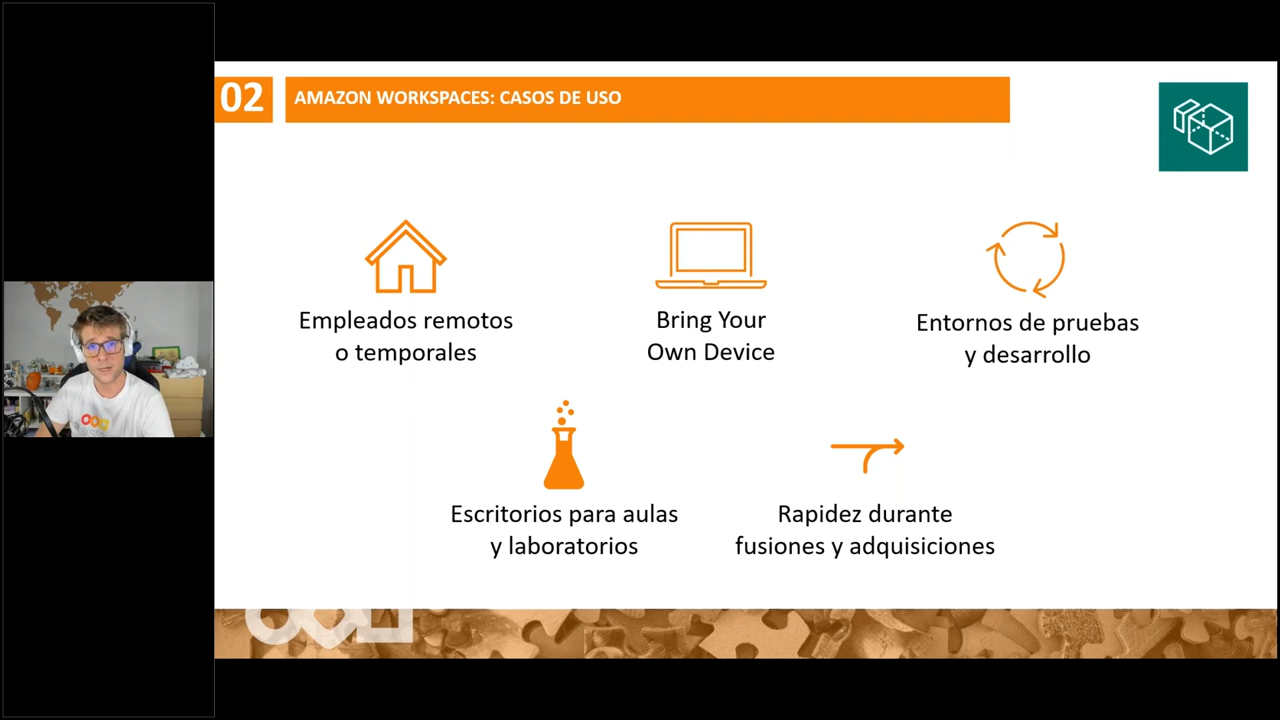 02
AMAZON WORKSPACES: CASOS DE USO
Empleados remotos
o temporales
Bring Your
Own Device
Entornos de pruebas
y desarrollo
Escritorios para aulas
y laboratorios
Rapidez durante
fusiones y adquisiciones